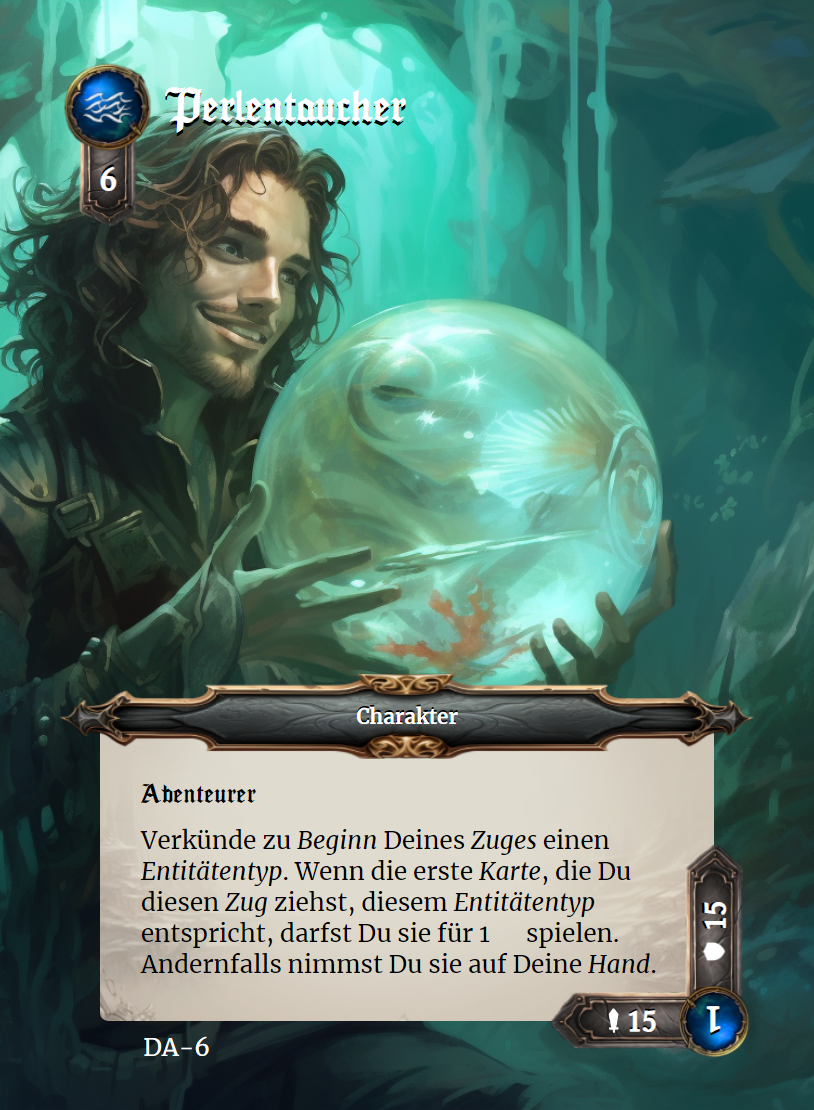 Perlentaucher
6
Charakter
Abenteurer
Verkünde zu Beginn Deines Zuges einen
Entitätentyp. Wenn die erste Karte, die Du
diesen Zug ziehst, diesem Entitätentyp
entspricht, darfst Du sie für 1 spielen.
Andernfalls nimmst Du sie auf Deine Hand.
15
15
1
DA-6